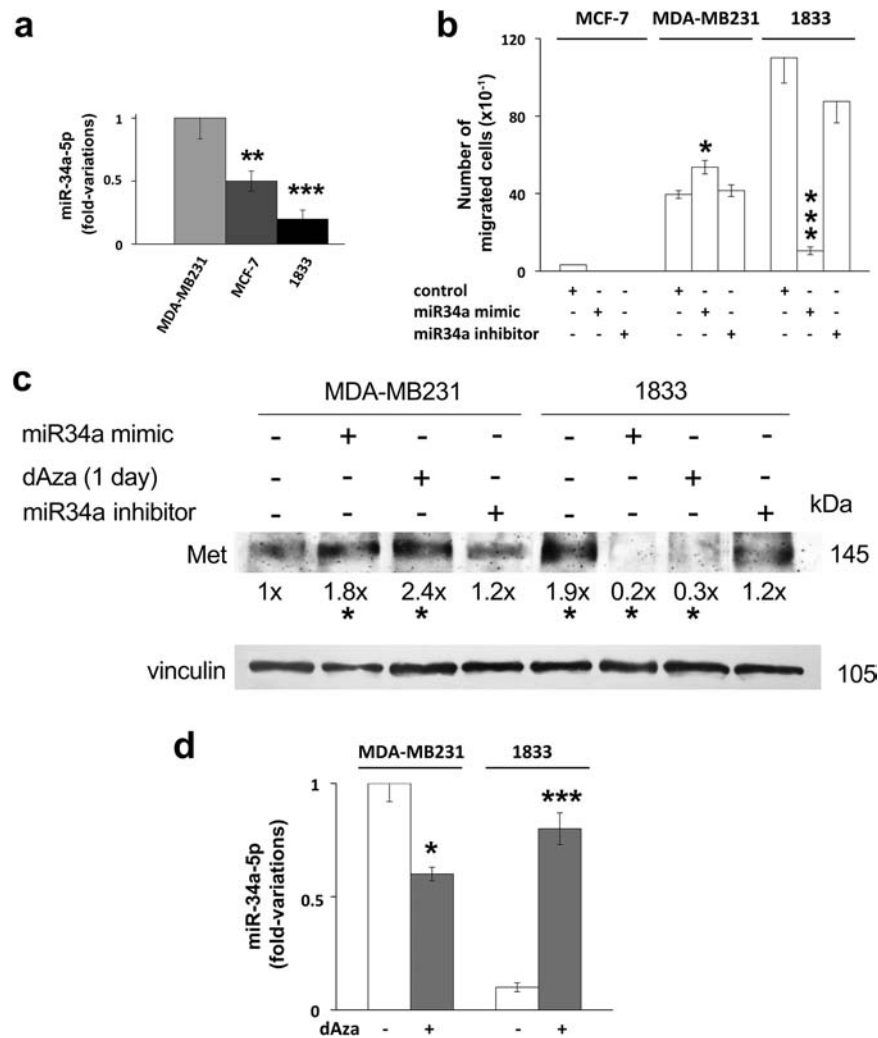 a
miR-34a-5p
(fold-variations)
1
0.5
0
**
***
MDA-MB231
MCF-7
1833
b
MCF-7 MDA-MB231 1833
Number of
migrated cells (x10⁻¹)
120
80
40
0
*
***
control + - - + - - + - -
miR34a mimic - + - - + - - + -
miR34a inhibitor - - + - - + - - +
c
MDA-MB231 1833
miR34a mimic - + - - - + - -
dAza (1 day) - - + - - - + -
miR34a inhibitor - - - + - - - + kDa
Met 145
1x 1.8x 2.4x 1.2x 1.9x 0.2x 0.3x 1.2x
* * * * *
vinculin 105
d
MDA-MB231 1833
miR-34a-5p
(fold-variations)
1
0.5
0
*
***
dAza - + - +